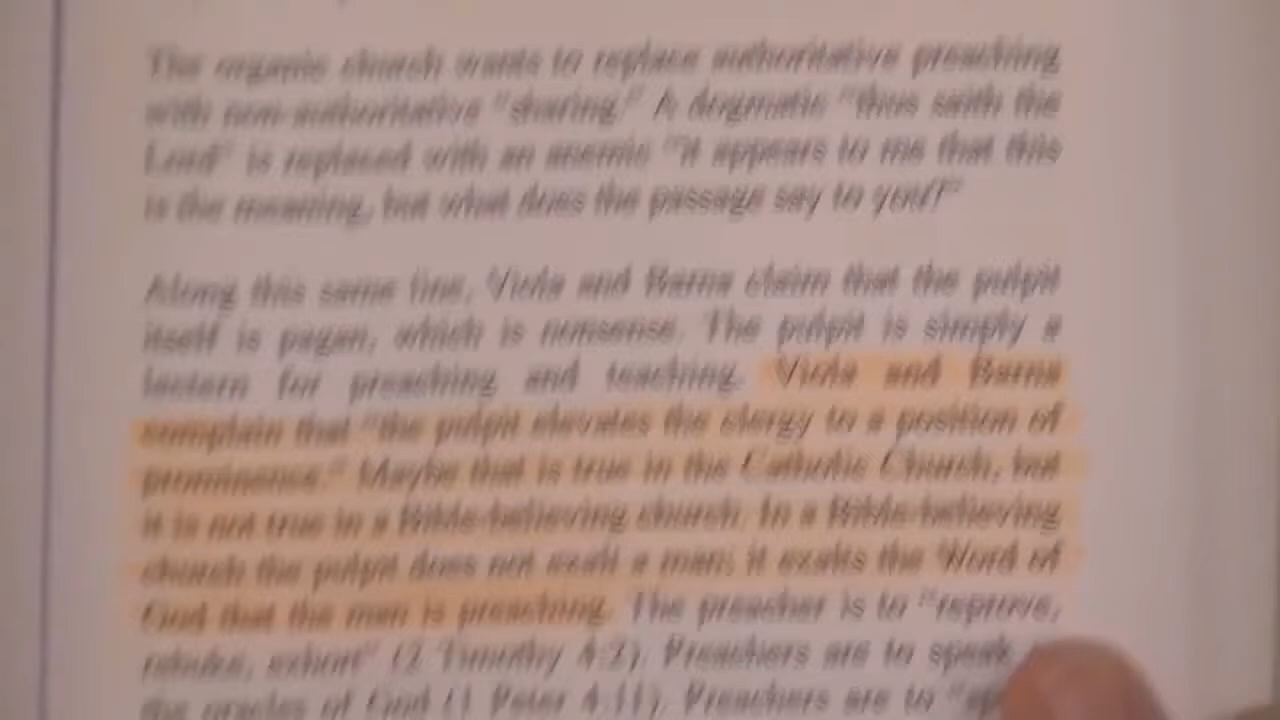 The organic church wants to replace authoritative preaching
with non-authoritative "sharing." A dogmatic "thus saith the
Lord" is replaced with an anemic "it appears to me that this
is the meaning, but what does the passage say to you?"
Along this same line, Viola and Barna claim that the pulpit
itself is pagan, which is nonsense. The pulpit is simply a
lectern for preaching and teaching. Viola and Barna
complain that "the pulpit elevates the clergy to a position of
prominence." Maybe that is true in the Catholic Church, but
it is not true in a Bible-believing church. In a Bible-believing
church the pulpit does not exalt a man; it exalts the Word of
God that the man is preaching. The preacher is to "reprove,
rebuke, exhort" (2 Timothy 4:2). Preachers are to speak
the oracles of God (1 Peter 4:11). Preachers are to